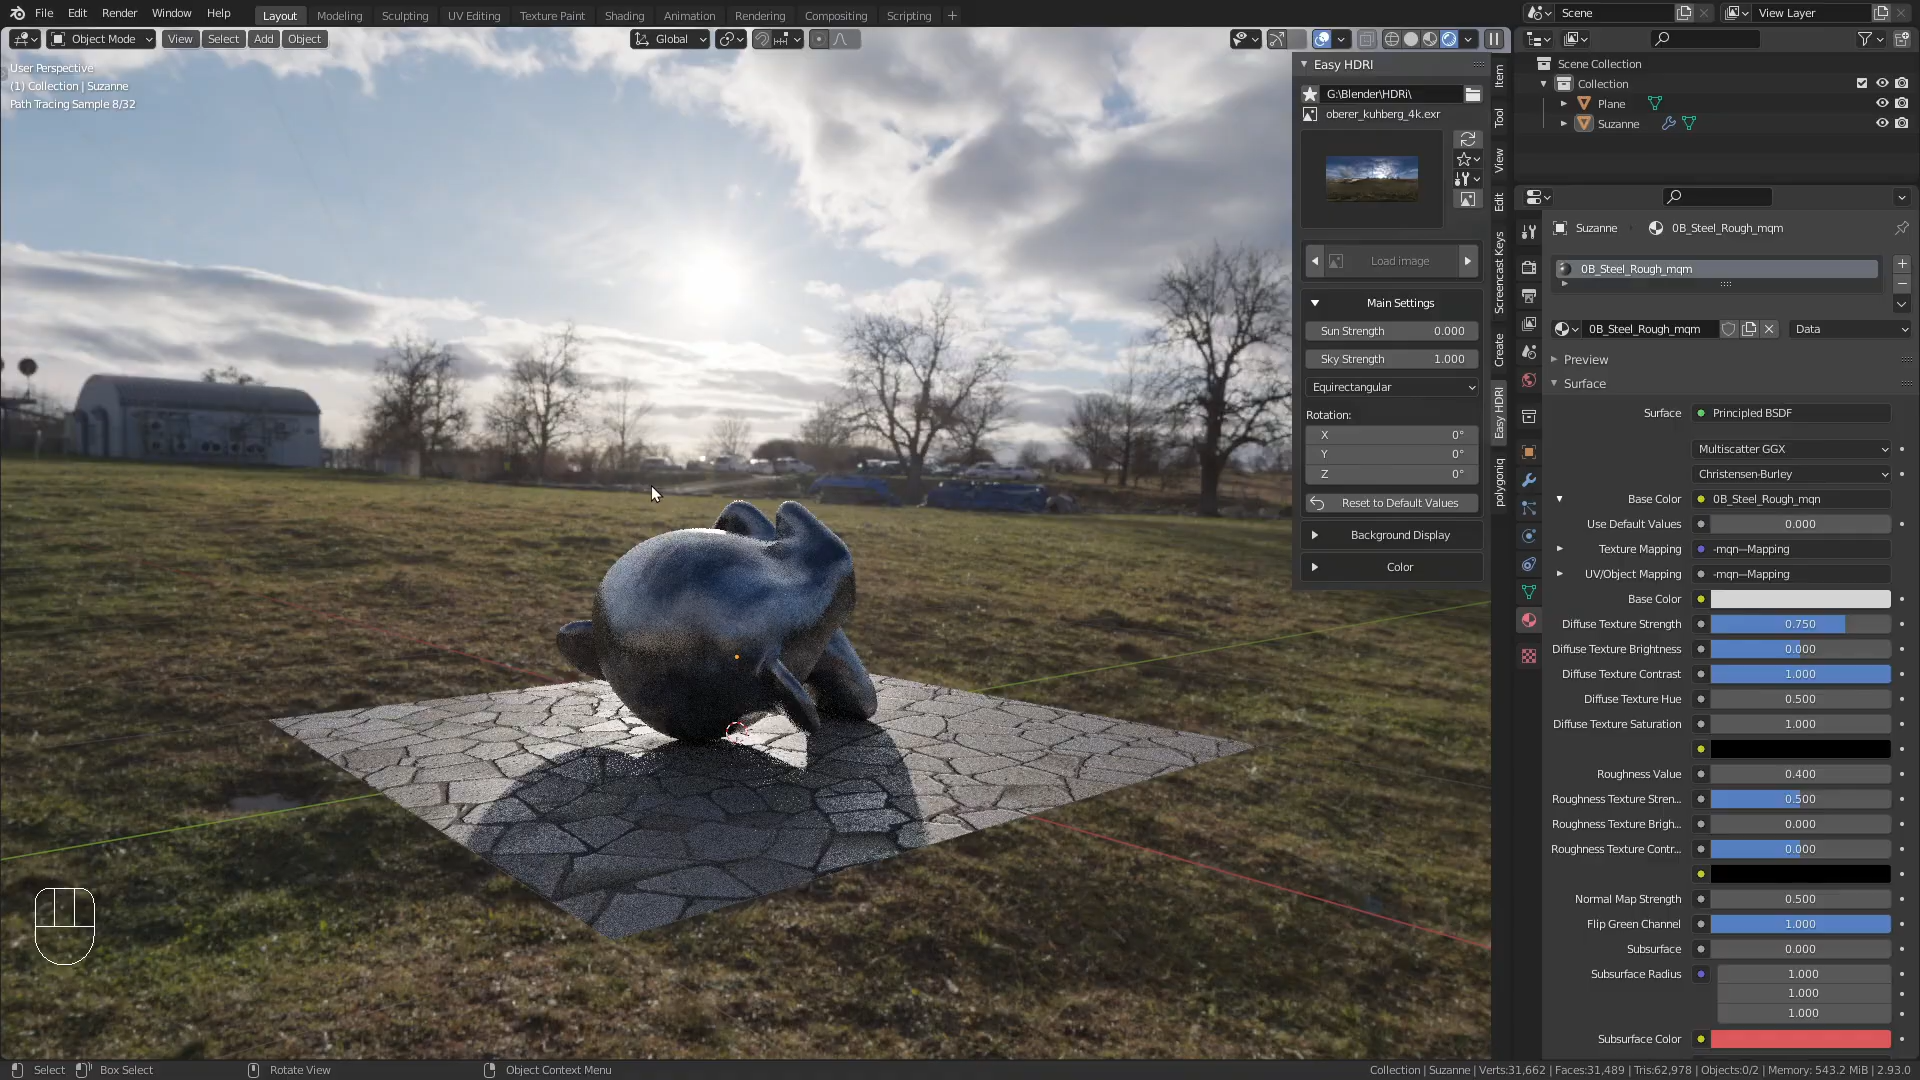 File Edit Render Window Help
Layout Modeling Sculpting UV Editing Texture Paint Shading Animation Rendering Compositing Scripting +
Scene
View Layer
Object Mode View Select Add Object
Global
User Perspective
(1) Collection | Suzanne
Path Tracing Sample 8/32
Easy HDRI
G:\Blender\HDRi\
oberer_kuhberg_4k.exr
Load image
Main Settings
Sun Strength 0.000
Sky Strength 1.000
Equirectangular
Rotation:
X 0°
Y 0°
Z 0°
Reset to Default Values
Background Display
Color
Item
Tool
View
Edit
Screencast Keys
Create
Easy HDRI
polygoniq
Scene Collection
Collection
Plane
Suzanne
Suzanne 0B_Steel_Rough_mqm
0B_Steel_Rough_mqm
0B_Steel_Rough_mqm Data
Preview
Surface
Surface Principled BSDF
Multiscatter GGX
Christensen-Burley
Base Color 0B_Steel_Rough_mqn
Use Default Values 0.000
Texture Mapping -mqn—Mapping
UV/Object Mapping -mqn—Mapping
Base Color
Diffuse Texture Strength 0.750
Diffuse Texture Brightness 0.000
Diffuse Texture Contrast 1.000
Diffuse Texture Hue 0.500
Diffuse Texture Saturation 1.000
Roughness Value 0.400
Roughness Texture Stren... 0.500
Roughness Texture Brigh... 0.000
Roughness Texture Contr... 0.000
Normal Map Strength 0.500
Flip Green Channel 1.000
Subsurface 0.000
Subsurface Radius 1.000
1.000
1.000
Subsurface Color
Select Box Select Rotate View Object Context Menu
Collection | Suzanne | Verts:31,662 | Faces:31,489 | Tris:62,978 | Objects:0/2 | Memory: 543.2 MiB | 2.93.0